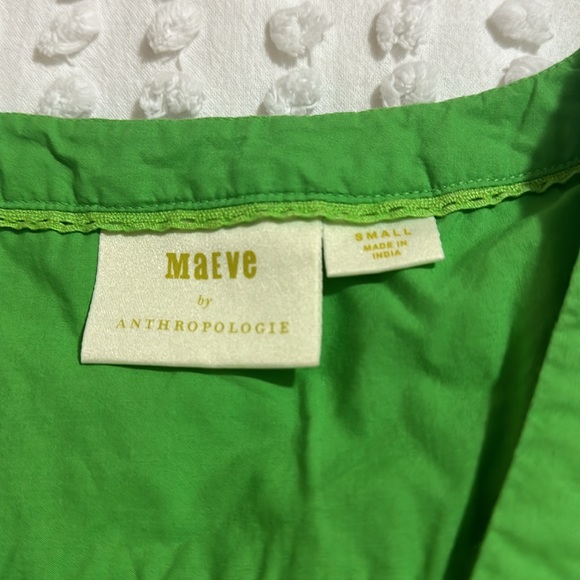 MaEVe
by
ANTHROPOLOGIE
SMALL
MADE IN
INDIA